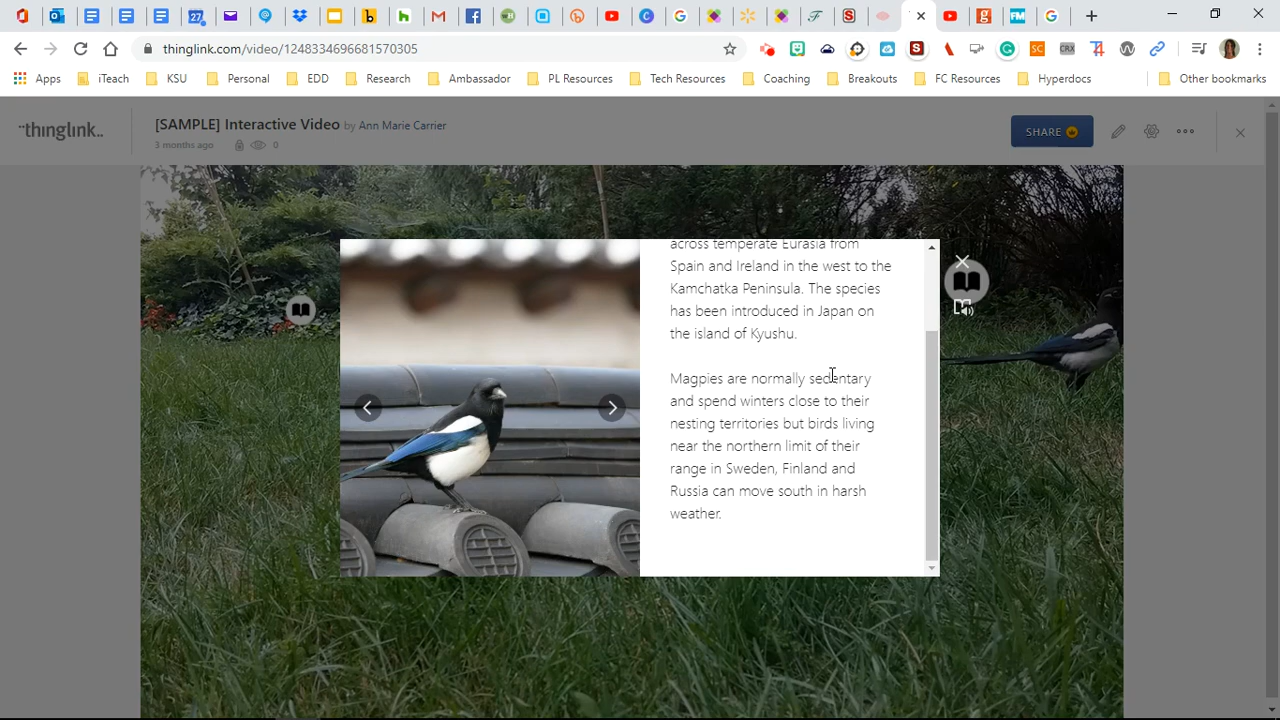 thinglink.com/video/1248334696681570305
Apps iTeach KSU Personal EDD Research Ambassador PL Resources Tech Resources Coaching Breakouts FC Resources Hyperdocs Other bookmarks
thinglink..
[SAMPLE] Interactive Video by Ann Marie Carrier
3 months ago 0
SHARE
across temperate Eurasia from
Spain and Ireland in the west to the
Kamchatka Peninsula. The species
has been introduced in Japan on
the island of Kyushu.
Magpies are normally sedentary
and spend winters close to their
nesting territories but birds living
near the northern limit of their
range in Sweden, Finland and
Russia can move south in harsh
weather.